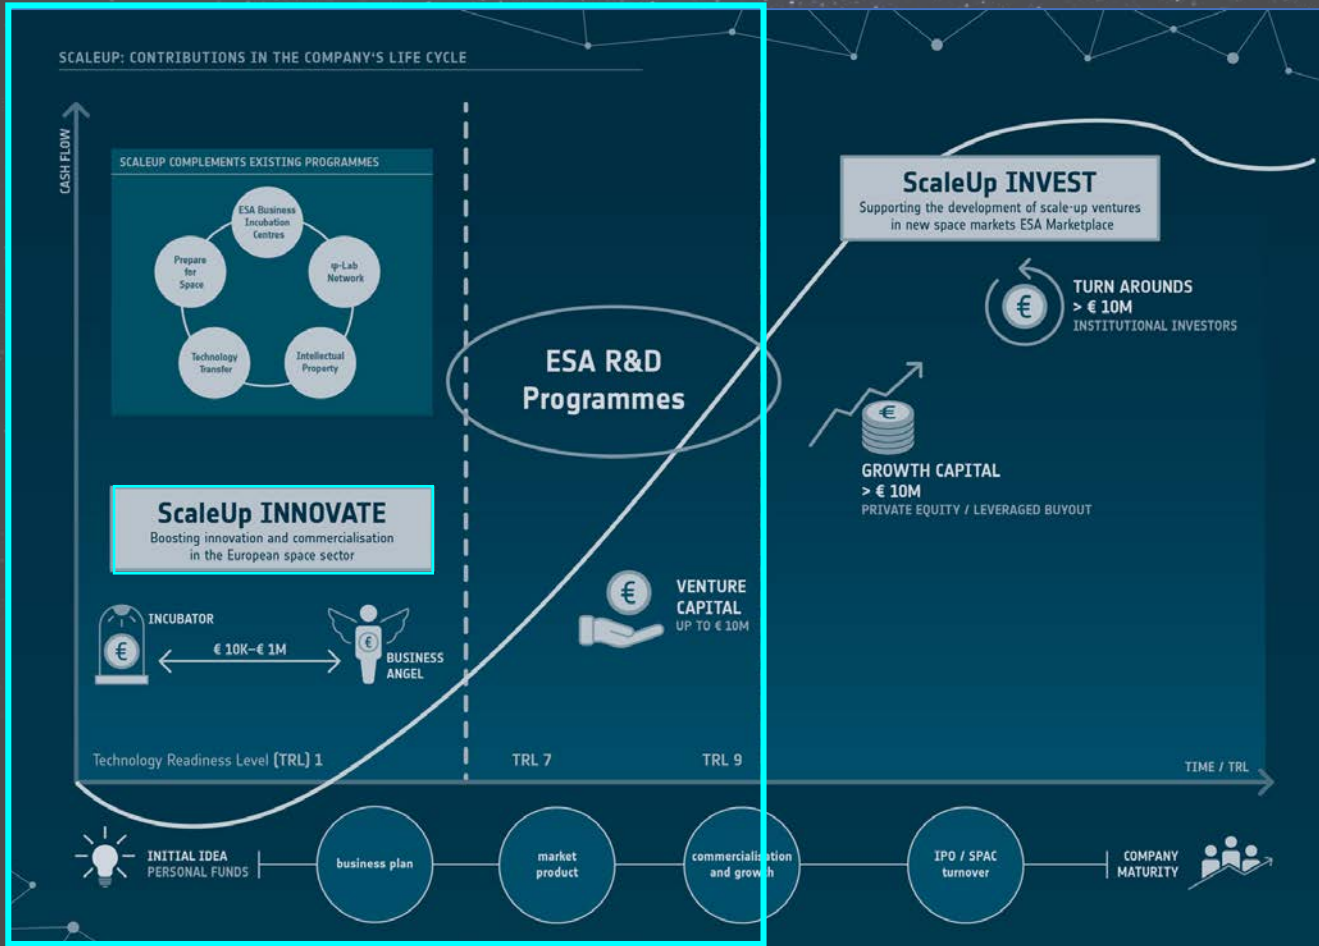 SCALEUP: CONTRIBUTIONS IN THE COMPANY'S LIFE CYCLE
CASH FLOW
SCALEUP COMPLEMENTS EXISTING PROGRAMMES
ESA Business
Incubation
Centres
Prepare
for
Space
φ-Lab
Network
Technology
Transfer
Intellectual
Property
ScaleUp INNOVATE
Boosting innovation and commercialisation
in the European space sector
INCUBATOR
€ 10K–€ 1M
BUSINESS
ANGEL
ESA R&D
Programmes
VENTURE
CAPITAL
UP TO € 10M
ScaleUp INVEST
Supporting the development of scale-up ventures
in new space markets ESA Marketplace
TURN AROUNDS
> € 10M
INSTITUTIONAL INVESTORS
GROWTH CAPITAL
> € 10M
PRIVATE EQUITY / LEVERAGED BUYOUT
Technology Readiness Level (TRL) 1
TRL 7
TRL 9
TIME / TRL
INITIAL IDEA
PERSONAL FUNDS
business plan
market
product
commercialisation
and growth
IPO / SPAC
turnover
COMPANY
MATURITY